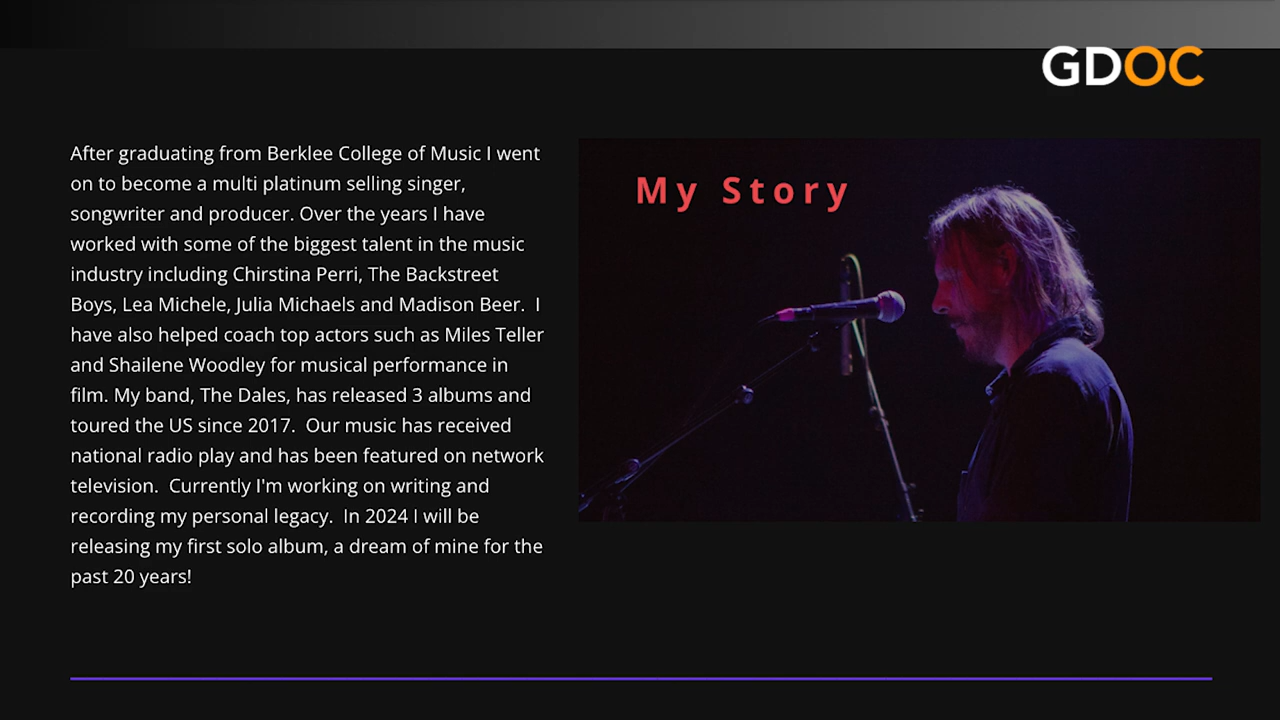 GDOC
After graduating from Berklee College of Music I went
on to become a multi platinum selling singer,
songwriter and producer. Over the years I have
worked with some of the biggest talent in the music
industry including Chirstina Perri, The Backstreet
Boys, Lea Michele, Julia Michaels and Madison Beer.  I
have also helped coach top actors such as Miles Teller
and Shailene Woodley for musical performance in
film. My band, The Dales, has released 3 albums and
toured the US since 2017.  Our music has received
national radio play and has been featured on network
television.  Currently I'm working on writing and
recording my personal legacy.  In 2024 I will be
releasing my first solo album, a dream of mine for the
past 20 years!
My Story